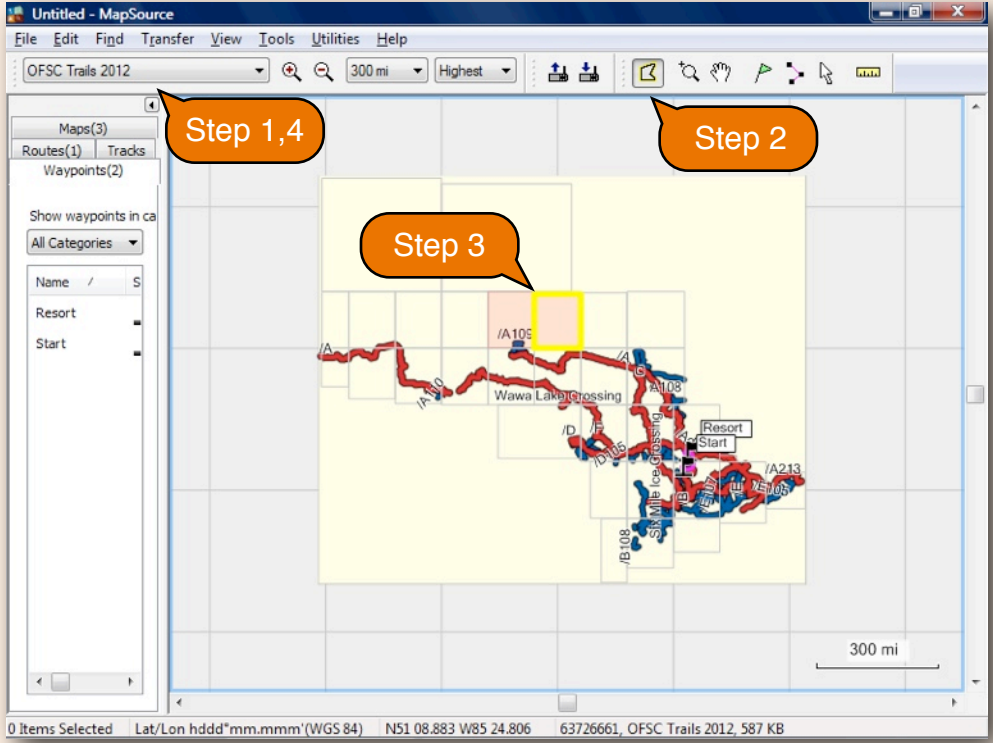 Untitled - MapSource
File Edit Find Transfer View Tools Utilities Help
OFSC Trails 2012 300 mi Highest
Step 1,4
Step 2
Maps(3)
Routes(1) Tracks
Waypoints(2)
Show waypoints in ca
All Categories
Name / S
Resort
Start
Step 3
/A109
/A
/A
C
A108
/A110
Wawa Lake Crossing
/D
/F
/D105
Six Mile Ice Crossing
Resort
Start
/A213
/B
/E107
/E
/E105
/B108
300 mi
0 Items Selected Lat/Lon hddd°mm.mmm'(WGS 84) N51 08.883 W85 24.806 63726661, OFSC Trails 2012, 587 KB